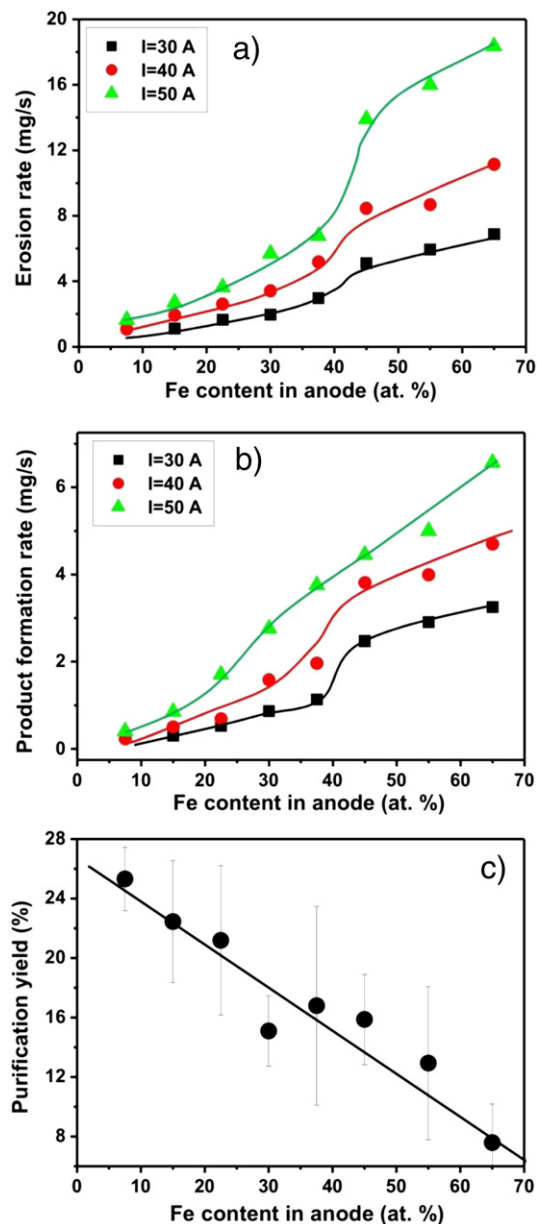 a)
I=30 A
I=40 A
I=50 A
Erosion rate (mg/s)
20
16
12
8
4
0
0 10 20 30 40 50 60 70
Fe content in anode (at. %)
b)
I=30 A
I=40 A
I=50 A
Product formation rate (mg/s)
6
4
2
0
0 10 20 30 40 50 60 70
Fe content in anode (at. %)
c)
Purification yield (%)
28
24
20
16
12
8
0 10 20 30 40 50 60 70
Fe content in anode (at. %)